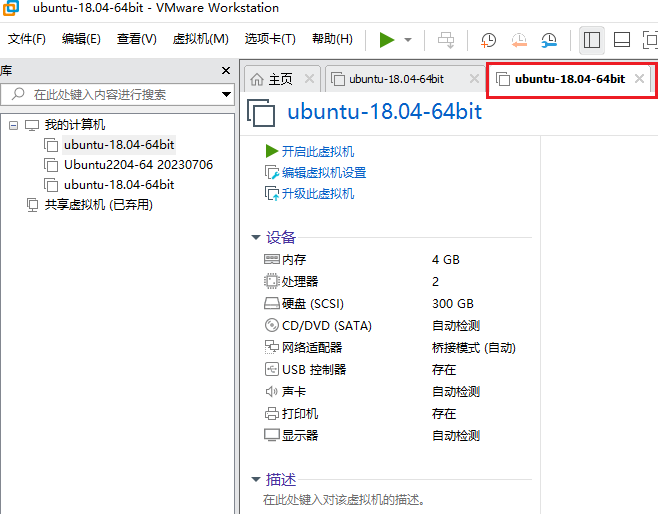 ubuntu-18.04-64bit - VMware Workstation
文件(F) 编辑(E) 查看(V) 虚拟机(M) 选项卡(T) 帮助(H)
库
在此处键入内容进行搜索
我的计算机
ubuntu-18.04-64bit
Ubuntu2204-64 20230706
ubuntu-18.04-64bit
共享虚拟机 (已弃用)
主页 ubuntu-18.04-64bit ubuntu-18.04-64bit
ubuntu-18.04-64bit
开启此虚拟机
编辑虚拟机设置
升级此虚拟机
设备
内存 4 GB
处理器 2
硬盘 (SCSI) 300 GB
CD/DVD (SATA) 自动检测
网络适配器 桥接模式 (自动)
USB 控制器 存在
声卡 自动检测
打印机 存在
显示器 自动检测
描述
在此处键入对该虚拟机的描述。